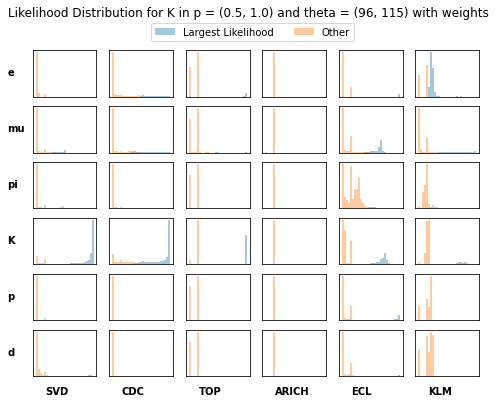 Likelihood Distribution for K in p = (0.5, 1.0) and theta = (96, 115) with weights
Largest Likelihood Other
e
mu
pi
K
p
d
SVD CDC TOP ARICH ECL KLM